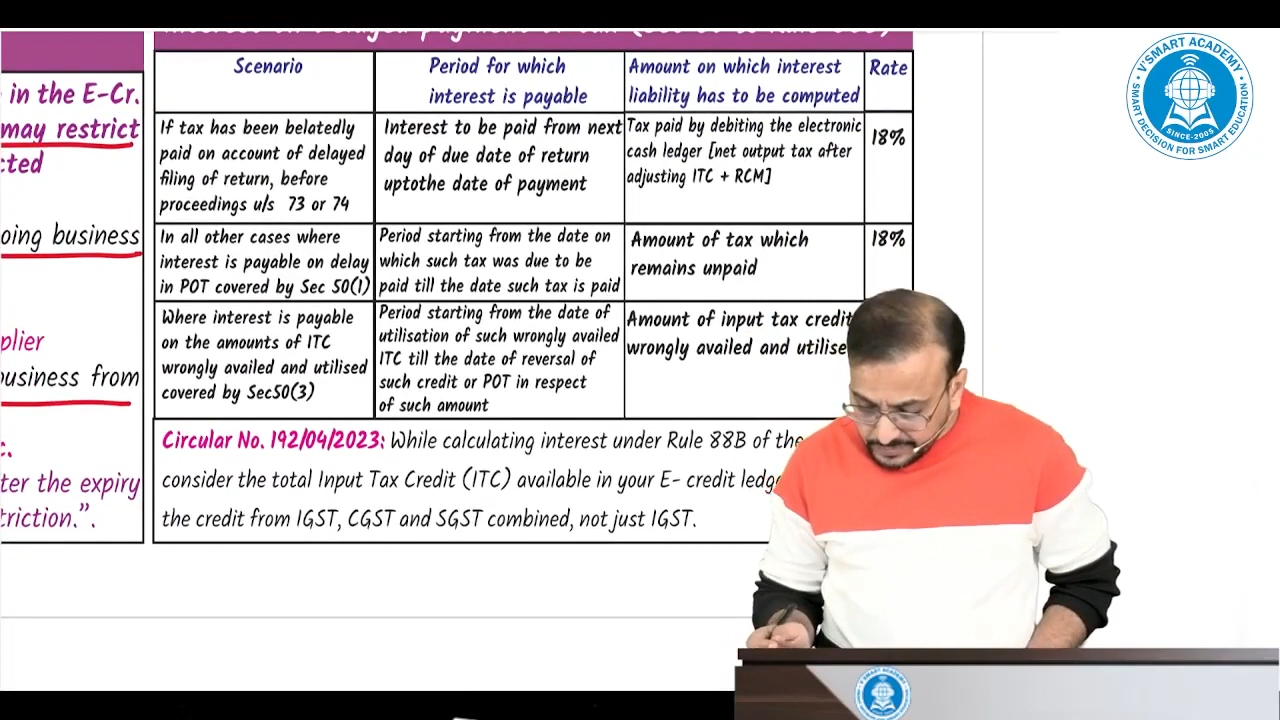 Interest on Delayed payment of tax (Sec 50 &
in the E-Cr.
may restrict
cted
oing business
plier
business from
c.
ter the expiry
triction.”.
Scenario
Period for which
interest is payable
Amount on which interest
liability has to be computed
Rate
If tax has been belatedly
paid on account of delayed
filing of return, before
proceedings u/s 73 or 74
Interest to be paid from next
day of due date of return
uptothe date of payment
Tax paid by debiting the electronic
cash ledger [net output tax after
adjusting ITC + RCM]
18%
In all other cases where
interest is payable on delay
in POT covered by Sec 50(1)
Period starting from the date on
which such tax was due to be
paid till the date such tax is paid
Amount of tax which
remains unpaid
18%
Where interest is payable
on the amounts of ITC
wrongly availed and utilised
covered by Sec50(3)
Period starting from the date of
utilisation of such wrongly availed
ITC till the date of reversal of
such credit or POT in respect
of such amount
Amount of input tax credit
wrongly availed and utilise
Circular No. 192/04/2023: While calculating interest under Rule 88B of the
consider the total Input Tax Credit (ITC) available in your E- credit ledg
the credit from IGST, CGST and SGST combined, not just IGST.
V'SMART ACADEMY
SINCE-2005
SMART DECISION FOR SMART EDUCATION